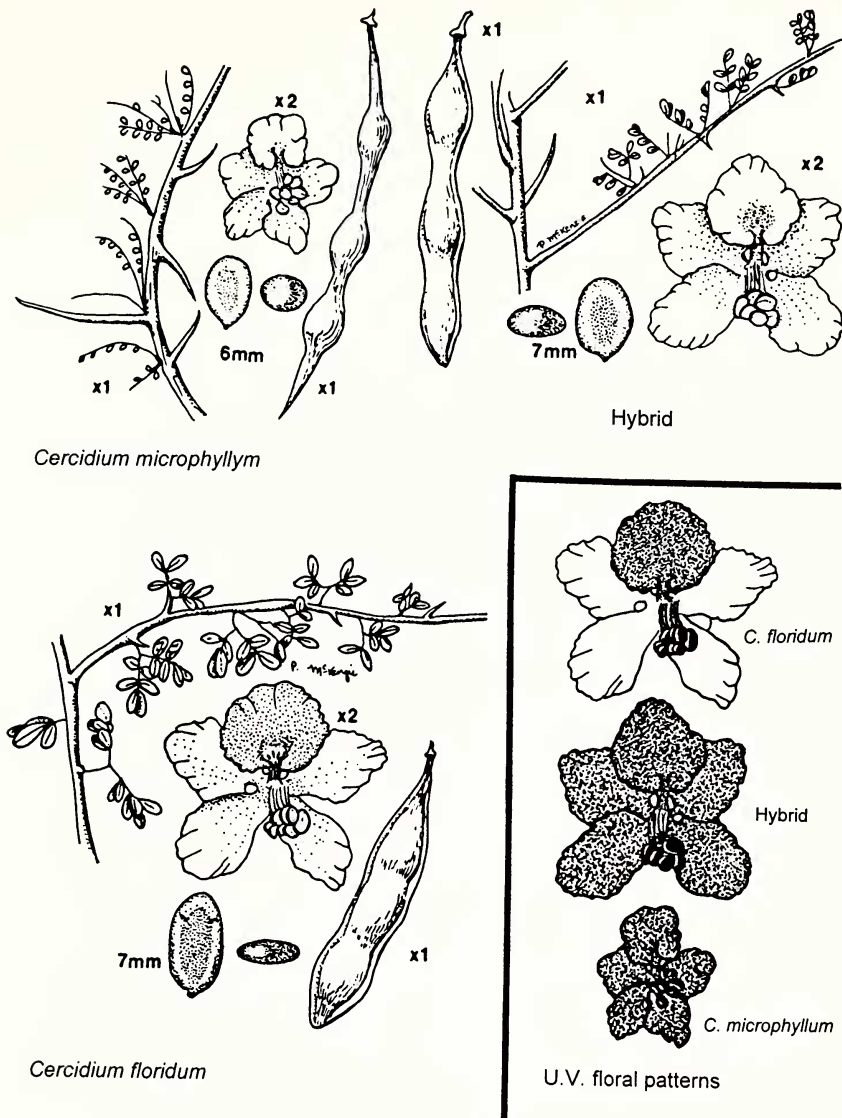 x2
x1
6mm
x1
Cercidium microphyllym
x1
x1
x2
7mm
Hybrid
x1
P. McKenzie
x2
7mm
x1
Cercidium floridum
C. floridum
Hybrid
C. microphyllum
U.V. floral patterns